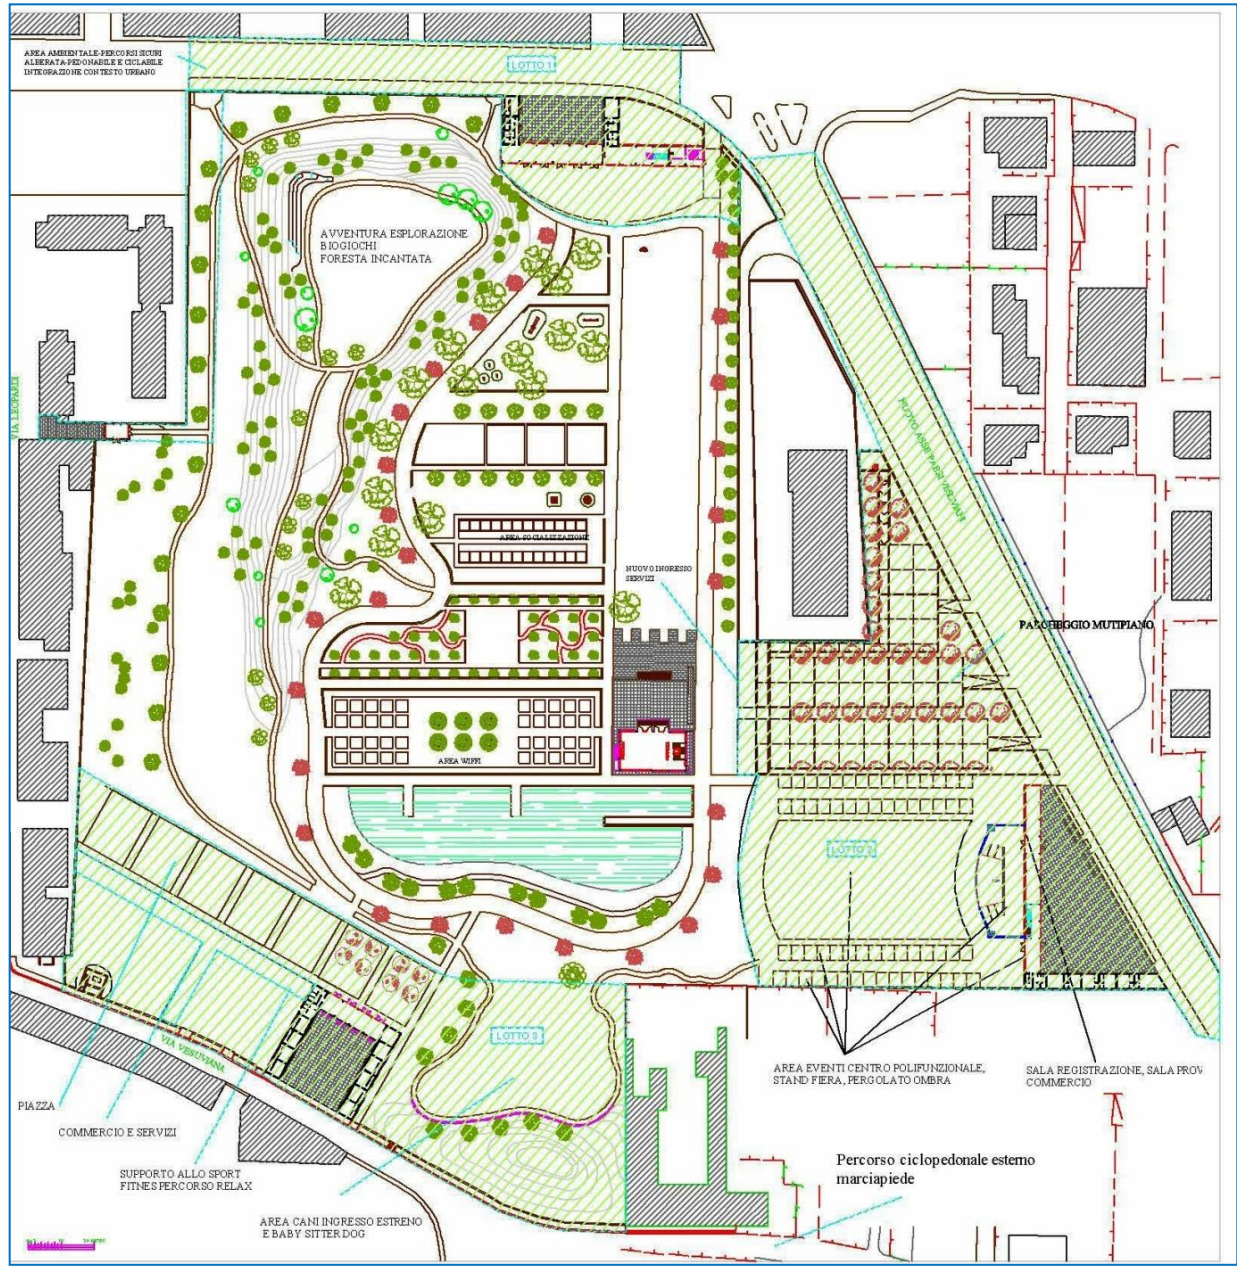 AREA AMBIENTALE-PERCORSI SICURI
ALBERATA-PEDONABILE E CICLABILE
INTEGRAZIONE CONTESTO URBANO
LOTTO 1
AVVENTURA ESPLORAZIONE
BIOGIOCHI
FORESTA INCANTATA
VIA LEOPARDI
NUOVO ASSE PAES
AREA SOCIALIZZAZIONE
NUOVO INGRESSO
SERVIZI
PARCHEGGIO MUTIPIANO
AREA WIFFI
LOTTO 2
LOTTO 3
VIA VESUVIANA
AREA EVENTI CENTRO POLIFUNZIONALE,
STAND FIERA, PERGOLATO OMBRA
SALA REGISTRAZIONE, SALA PROV
COMMERCIO
PIAZZA
COMMERCIO E SERVIZI
SUPPORTO ALLO SPORT
FITNES PERCORSO RELAX
AREA CANI INGRESSO ESTRENO
E BABY SITTER DOG
Percorso ciclopedonale esterno
marciapiede